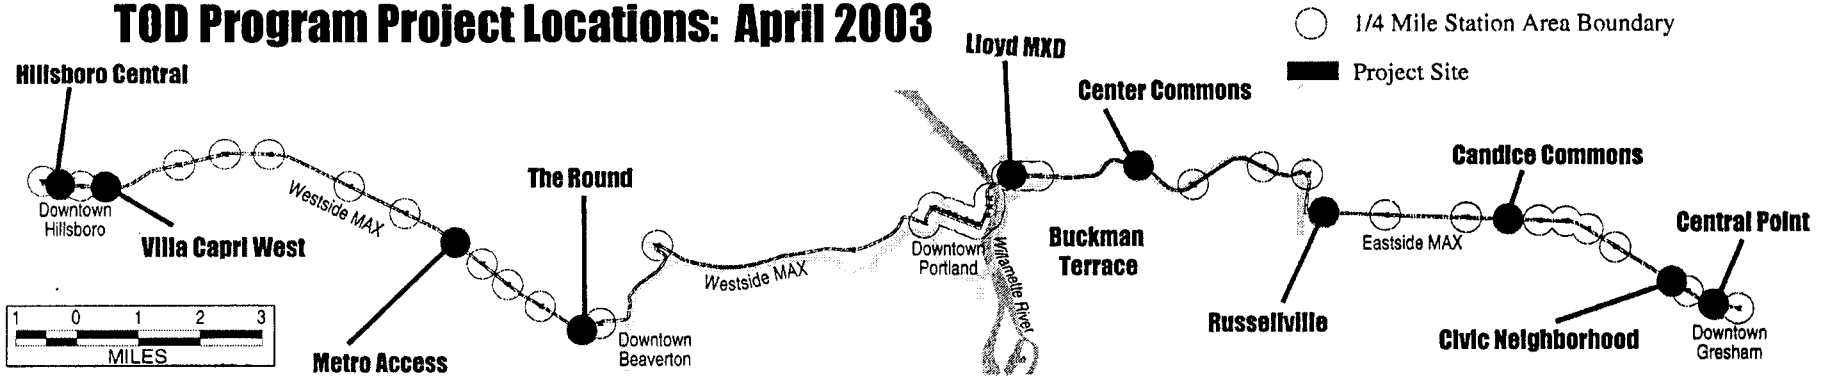 TOD Program Project Locations: April 2003
1/4 Mile Station Area Boundary
Project Site
Lloyd MXD
Hillsboro Central
Center Commons
Candice Commons
The Round
Westside MAX
Downtown
Hillsboro
Villa Capri West
Central Point
Downtown
Portland
Willamette River
Buckman
Terrace
Eastside MAX
Westside MAX
Russellville
Civic Neighborhood
Downtown
Gresham
Downtown
Beaverton
Metro Access
1 0 1 2 3
MILES